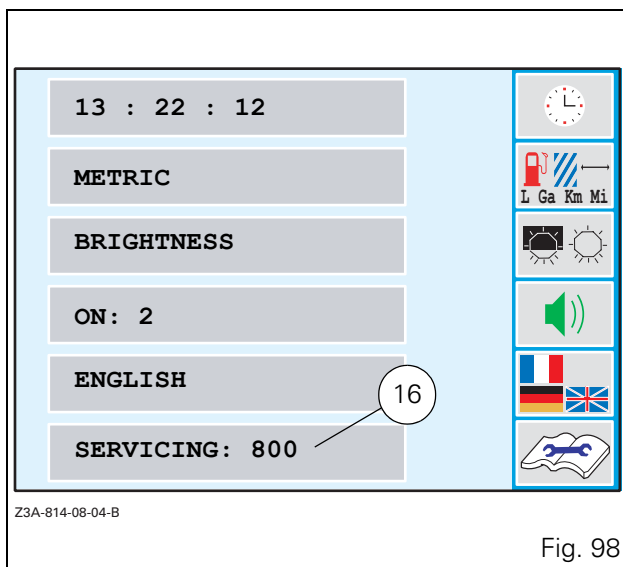 13 : 22 : 12
METRIC
L Ga Km Mi
BRIGHTNESS
ON: 2
ENGLISH
16
SERVICING: 800
Z3A-814-08-04-B
Fig. 98